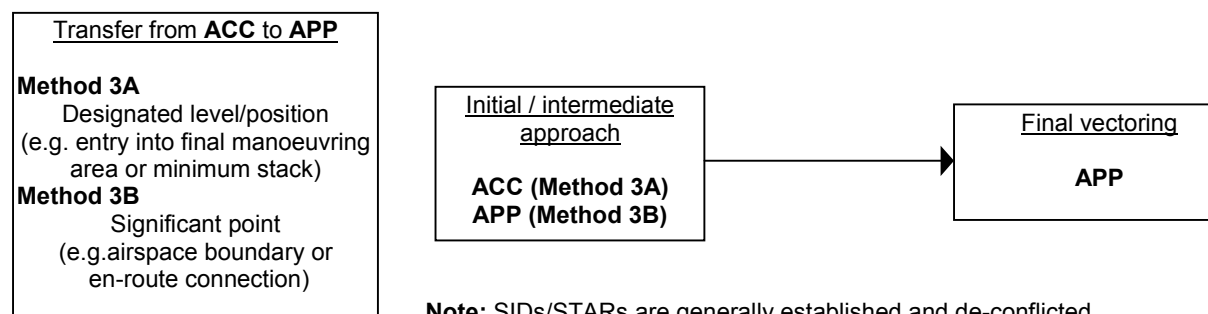 Transfer from ACC to APP
Method 3A
Designated level/position
(e.g. entry into final manoeuvring
area or minimum stack)
Method 3B
Significant point
(e.g.airspace boundary or
en-route connection)
Initial / intermediate
approach
ACC (Method 3A)
APP (Method 3B)
Final vectoring
APP
Note: SIDs/STARs are generally established and de-conflicted